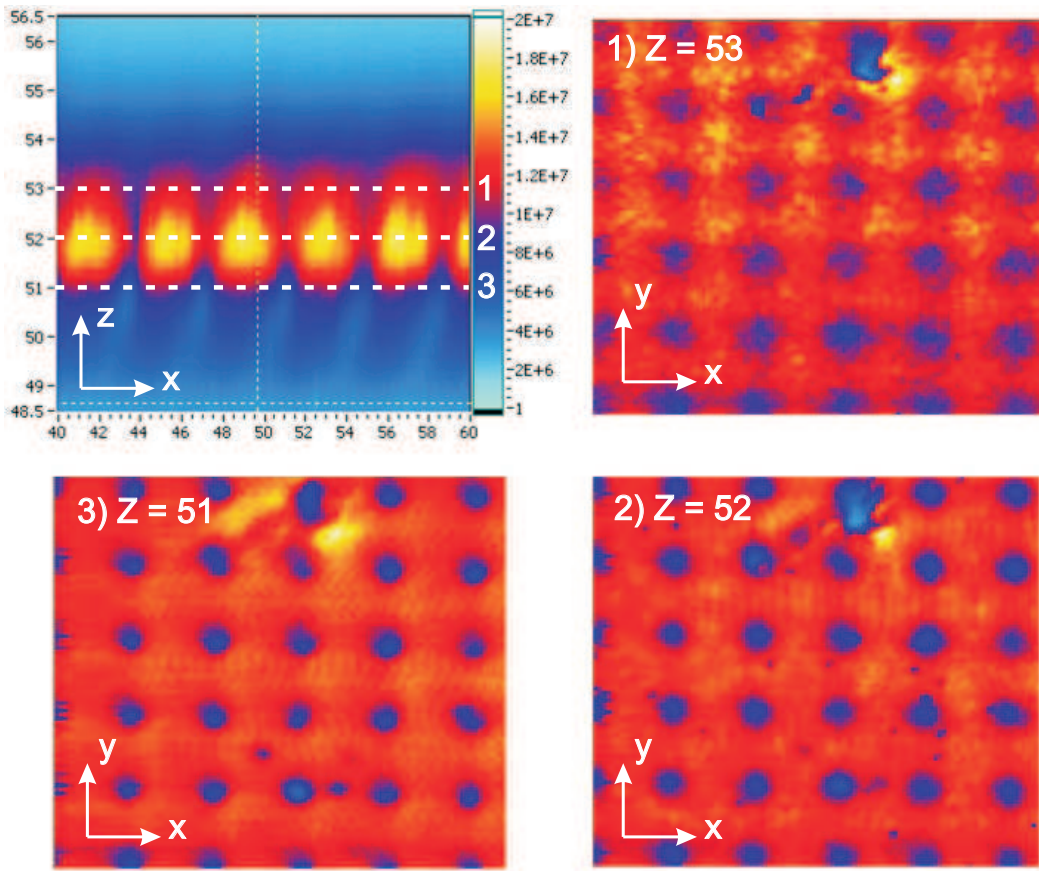 56.5
56
55
54
53
52
51
50
49
48.5
40 42 44 46 48 50 52 54 56 58 60
z
x
1
2
3
2E+7
1.8E+7
1.6E+7
1.4E+7
1.2E+7
1E+7
8E+6
6E+6
4E+6
2E+6
1
1) Z = 53
y
x
3) Z = 51
y
x
2) Z = 52
y
x